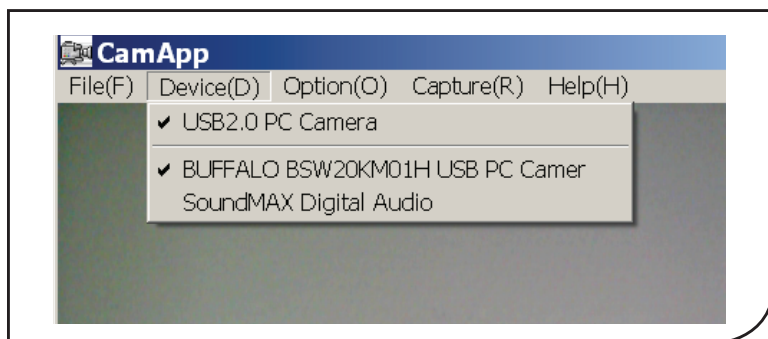 CamApp
File(F) Device(D) Option(O) Capture(R) Help(H)
USB2.0 PC Camera
BUFFALO BSW20KM01H USB PC Camer
SoundMAX Digital Audio